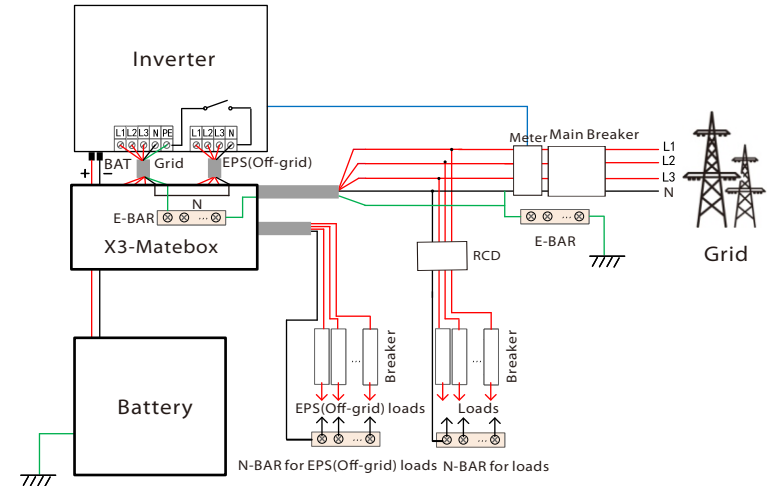 Inverter
L1 L2 L3 N PE
L1 L2 L3 N
BAT
Grid
EPS(Off-grid)
+
−
Meter
Main Breaker
L1
L2
L3
N
N
E-BAR
...
X3-Matebox
...
E-BAR
Grid
RCD
Battery
...
Breaker
...
Breaker
EPS(Off-grid) loads
Loads
...
...
N-BAR for EPS(Off-grid) loads
N-BAR for loads